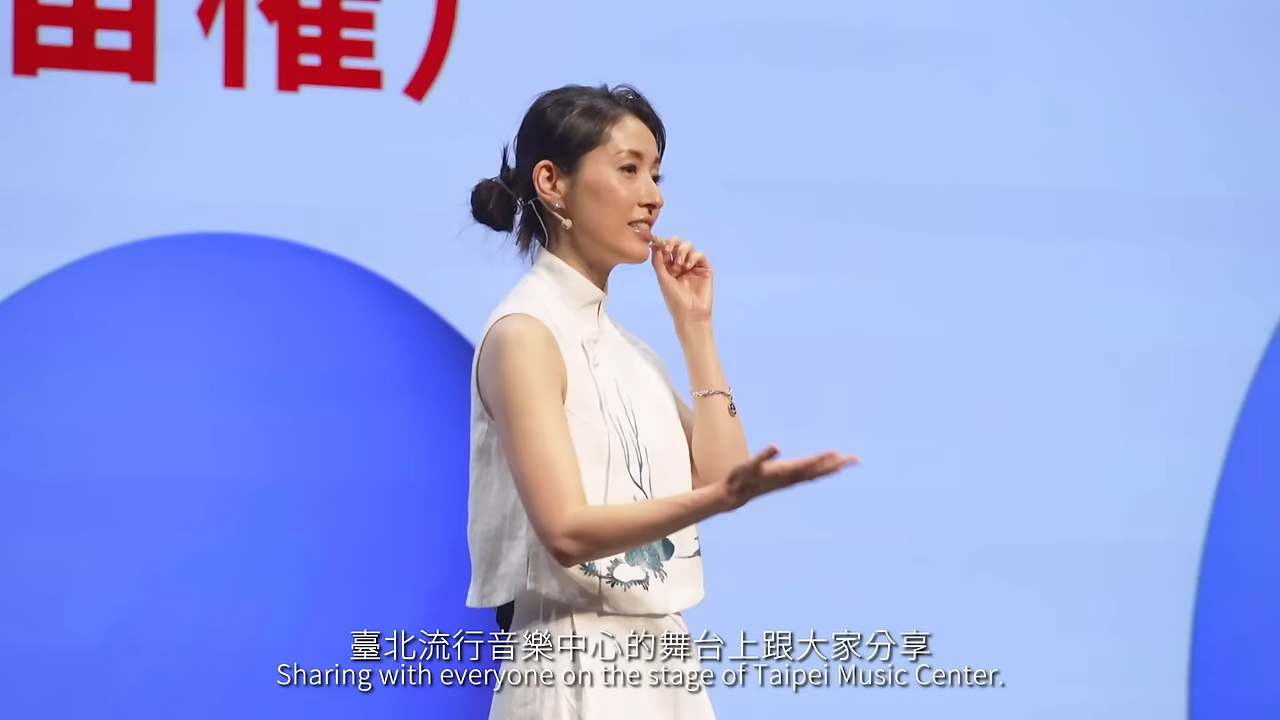 權）
臺北流行音樂中心的舞台上跟大家分享
Sharing with everyone on the stage of Taipei Music Center.